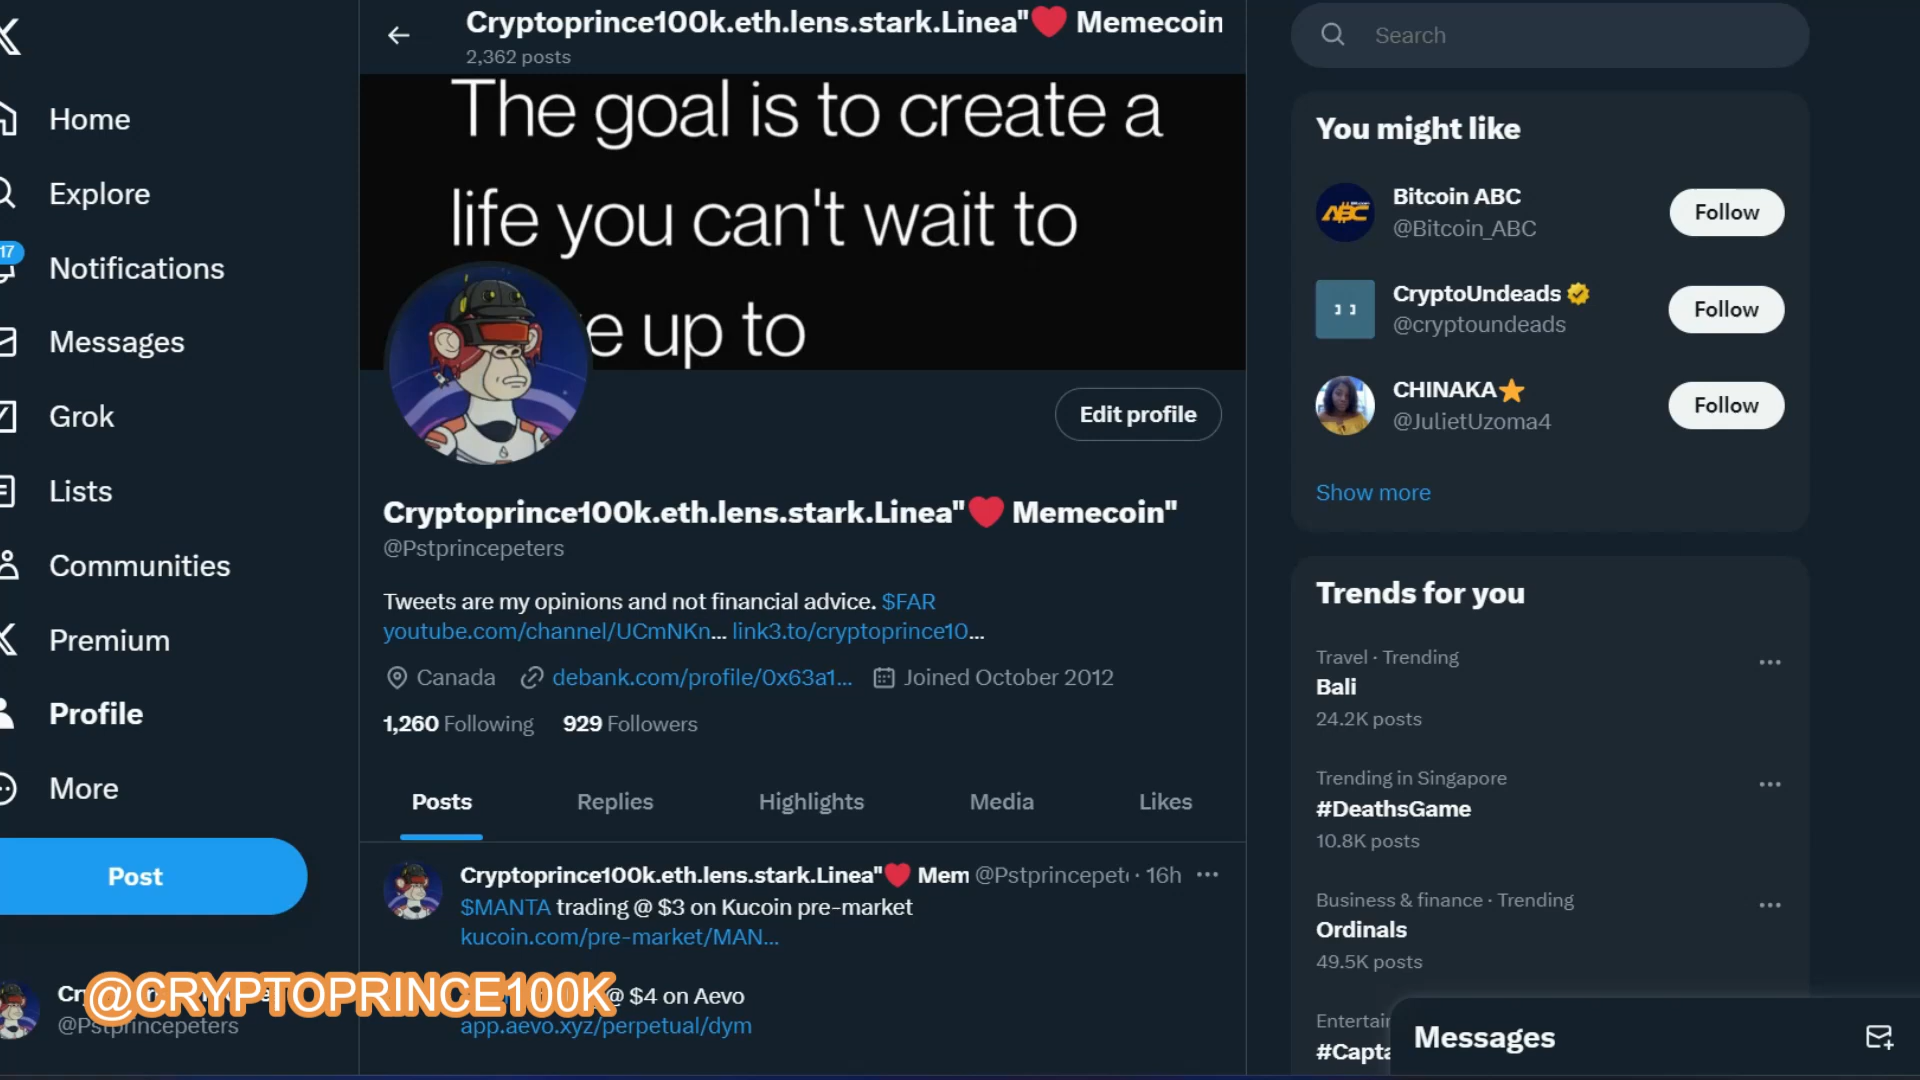 Home
Explore
17
Notifications
Messages
Grok
Lists
Communities
Premium
Profile
More
Post
@Pstprincepeters
@CRYPTOPRINCE100K
Cryptoprince100k.eth.lens.stark.Linea"❤️ Memecoin
2,362 posts
The goal is to create a
life you can't wait to
e up to
Edit profile
Cryptoprince100k.eth.lens.stark.Linea"❤️ Memecoin"
@Pstprincepeters
Tweets are my opinions and not financial advice. $FAR
youtube.com/channel/UCmNKn... link3.to/cryptoprince10...
Canada debank.com/profile/0x63a1... Joined October 2012
1,260 Following 929 Followers
Posts Replies Highlights Media Likes
Cryptoprince100k.eth.lens.stark.Linea"❤️ Mem @Pstprincepet · 16h
$MANTA trading @ $3 on Kucoin pre-market
kucoin.com/pre-market/MAN...
@ $4 on Aevo
app.aevo.xyz/perpetual/dym
Search
You might like
ABC
Bitcoin ABC
@Bitcoin_ABC
Follow
CryptoUndeads
@cryptoundeads
Follow
CHINAKA⭐
@JulietUzoma4
Follow
Show more
Trends for you
Travel · Trending
Bali
24.2K posts
Trending in Singapore
#DeathsGame
10.8K posts
Business & finance · Trending
Ordinals
49.5K posts
Entertai
#Capta
Messages